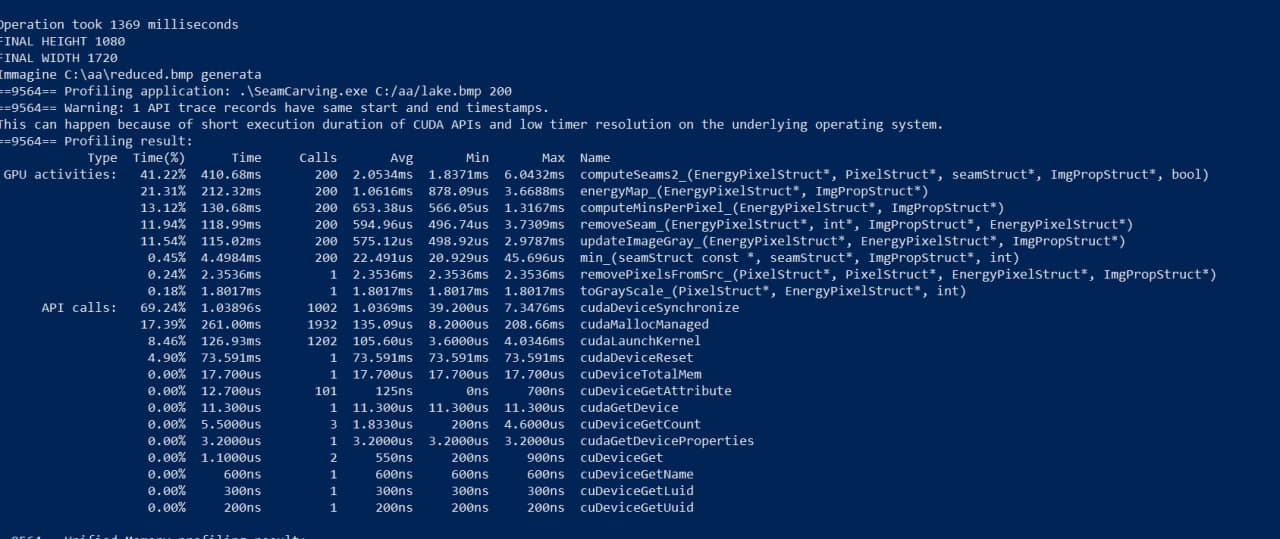 Operation took 1369 milliseconds
FINAL HEIGHT 1080
FINAL WIDTH 1720
Immagine C:\aa\reduced.bmp generata
==9564== Profiling application: .\SeamCarving.exe C:/aa/lake.bmp 200
==9564== Warning: 1 API trace records have same start and end timestamps.
This can happen because of short execution duration of CUDA APIs and low timer resolution on the underlying operating system.
==9564== Profiling result:
Type Time(%) Time Calls Avg Min Max Name
GPU activities: 41.22% 410.68ms 200 2.0534ms 1.8371ms 6.0432ms computeSeams2_(EnergyPixelStruct*, PixelStruct*, seamStruct*, ImgPropStruct*, bool)
21.31% 212.32ms 200 1.0616ms 878.09us 3.6688ms energyMap_(EnergyPixelStruct*, ImgPropStruct*)
13.12% 130.68ms 200 653.38us 566.05us 1.3167ms computeMinsPerPixel_(EnergyPixelStruct*, ImgPropStruct*)
11.94% 118.99ms 200 594.96us 496.74us 3.7309ms removeSeam_(EnergyPixelStruct*, int*, ImgPropStruct*, EnergyPixelStruct*)
11.54% 115.02ms 200 575.12us 498.92us 2.9787ms updateImageGray_(EnergyPixelStruct*, EnergyPixelStruct*, ImgPropStruct*)
0.45% 4.4984ms 200 22.491us 20.929us 45.696us min_(seamStruct const *, seamStruct*, ImgPropStruct*, int)
0.24% 2.3536ms 1 2.3536ms 2.3536ms 2.3536ms removePixelsFromSrc_(PixelStruct*, PixelStruct*, EnergyPixelStruct*, ImgPropStruct*)
0.18% 1.8017ms 1 1.8017ms 1.8017ms 1.8017ms toGrayScale_(PixelStruct*, EnergyPixelStruct*, int)
API calls: 69.24% 1.03896s 1002 1.0369ms 39.200us 7.3476ms cudaDeviceSynchronize
17.39% 261.00ms 1932 135.09us 8.2000us 208.66ms cudaMallocManaged
8.46% 126.93ms 1202 105.60us 3.6000us 4.0346ms cudaLaunchKernel
4.90% 73.591ms 1 73.591ms 73.591ms 73.591ms cudaDeviceReset
0.00% 17.700us 1 17.700us 17.700us 17.700us cuDeviceTotalMem
0.00% 12.700us 101 125ns 0ns 700ns cuDeviceGetAttribute
0.00% 11.300us 1 11.300us 11.300us 11.300us cudaGetDevice
0.00% 5.5000us 3 1.8330us 200ns 4.6000us cuDeviceGetCount
0.00% 3.2000us 1 3.2000us 3.2000us 3.2000us cudaGetDeviceProperties
0.00% 1.1000us 2 550ns 200ns 900ns cuDeviceGet
0.00% 600ns 1 600ns 600ns 600ns cuDeviceGetName
0.00% 300ns 1 300ns 300ns 300ns cuDeviceGetLuid
0.00% 200ns 1 200ns 200ns 200ns cuDeviceGetUuid